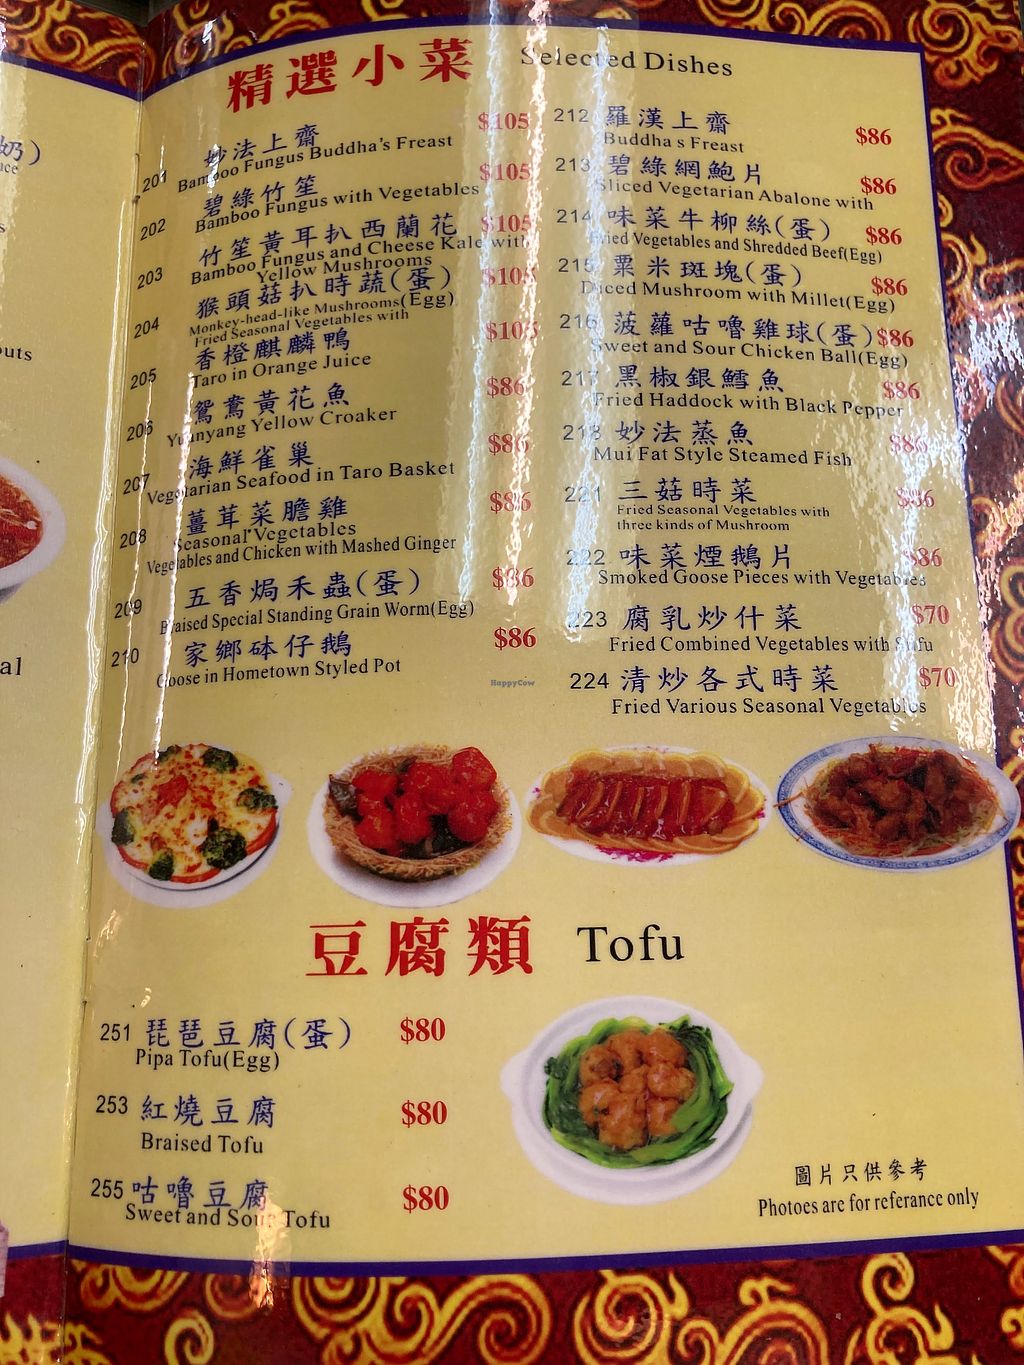 奶)
精選小菜 Selected Dishes
201 妙法上齋 $105
Bamboo Fungus Buddha's Freast
202 碧綠竹笙 $105
Bamboo Fungus with Vegetables
203 竹笙黃耳扒西蘭花 $105
Bamboo Fungus and Cheese Kale with
Yellow Mushrooms
204 猴頭菇扒時蔬(蛋) $105
Monkey-head-like Mushrooms(Egg)
Fried Seasonal Vegetables with
205 香橙麒麟鴨 $105
Taro in Orange Juice
206 鴛鴦黃花魚 $86
Yuanyang Yellow Croaker
207 海鮮雀巢 $86
Vegetarian Seafood in Taro Basket
208 薑茸菜膽雞 $86
Seasonal Vegetables
Vegetables and Chicken with Mashed Ginger
209 五香焗禾蟲(蛋) $86
Braised Special Standing Grain Worm(Egg)
210 家鄉砵仔鵝 $86
Goose in Hometown Styled Pot
212 羅漢上齋 $86
Buddha s Freast
213 碧綠網鮑片 $86
Sliced Vegetarian Abalone with
214 味菜牛柳絲(蛋) $86
Fried Vegetables and Shredded Beef(Egg)
215 粟米斑塊(蛋) $86
Diced Mushroom with Millet(Egg)
216 菠蘿咕嚕雞球(蛋) $86
Sweet and Sour Chicken Ball(Egg)
217 黑椒銀鱈魚 $86
Fried Haddock with Black Pepper
218 妙法蒸魚 $86
Mui Fat Style Steamed Fish
221 三菇時菜 $86
Fried Seasonal Vegetables with
three kinds of Mushroom
222 味菜煙鵝片 $86
Smoked Goose Pieces with Vegetables
223 腐乳炒什菜 $70
Fried Combined Vegetables with Sufu
224 清炒各式時菜 $70
Fried Various Seasonal Vegetables
HappyCow
豆腐類 Tofu
251 琵琶豆腐(蛋) $80
Pipa Tofu(Egg)
253 紅燒豆腐 $80
Braised Tofu
255 咕嚕豆腐 $80
Sweet and Sour Tofu
圖片只供參考
Photoes are for referance only